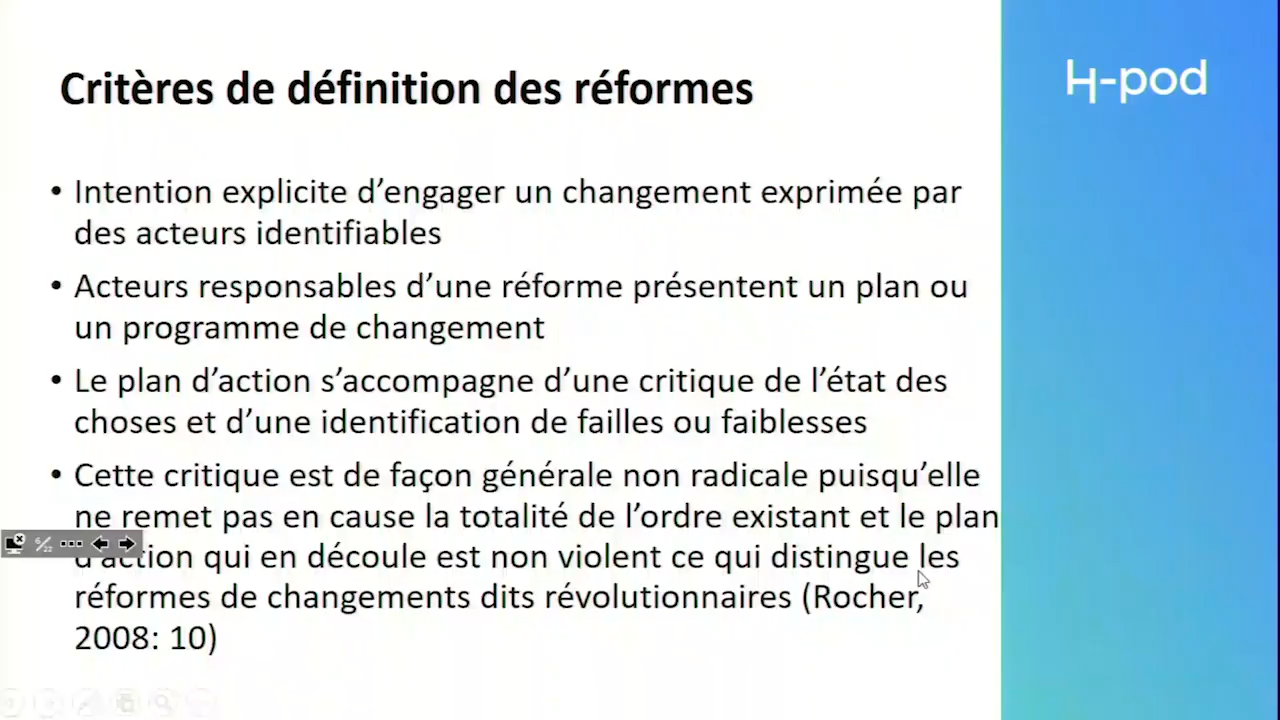 Critères de définition des réformes
H-pod
• Intention explicite d’engager un changement exprimée par
des acteurs identifiables
• Acteurs responsables d’une réforme présentent un plan ou
un programme de changement
• Le plan d’action s’accompagne d’une critique de l’état des
choses et d’une identification de failles ou faiblesses
• Cette critique est de façon générale non radicale puisqu’elle
ne remet pas en cause la totalité de l’ordre existant et le plan
d’action qui en découle est non violent ce qui distingue les
réformes de changements dits révolutionnaires (Rocher,
2008: 10)
6/22